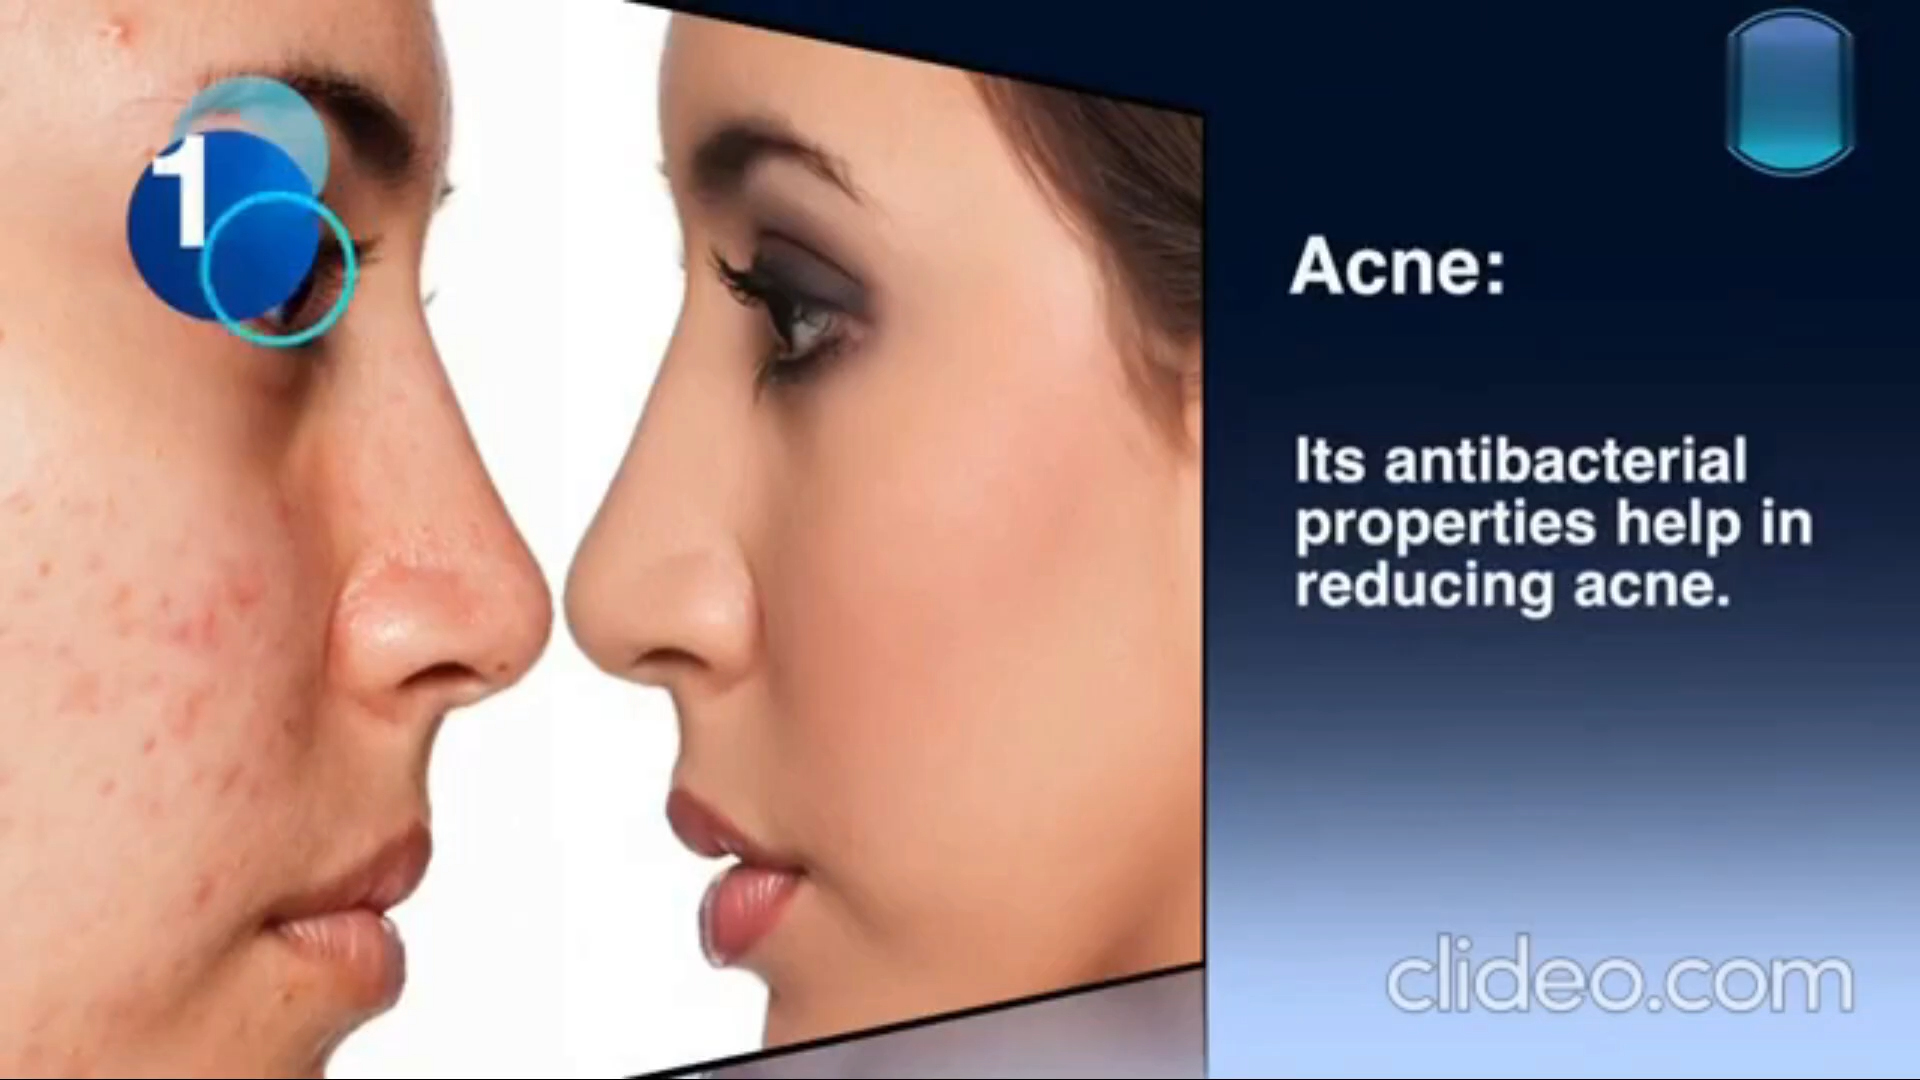 1
Acne:
Its antibacterial
properties help in
reducing acne.
clideo.com